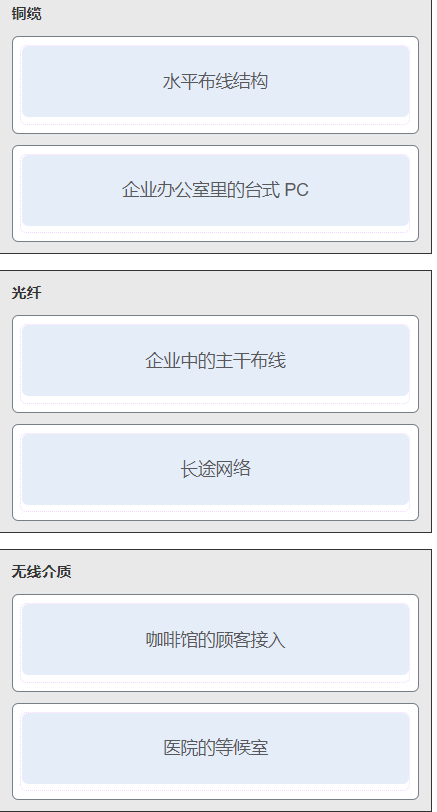 铜缆
水平布线结构
企业办公室里的台式 PC
光纤
企业中的主干布线
长途网络
无线介质
咖啡馆的顾客接入
医院的等候室